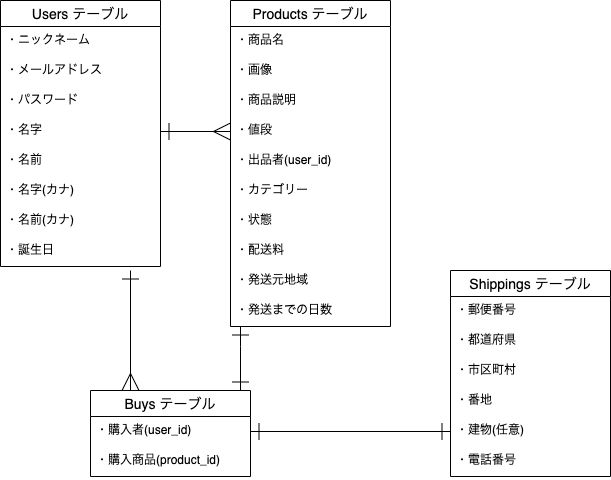 Users テーブル
・ニックネーム
・メールアドレス
・パスワード
・名字
・名前
・名字(カナ)
・名前(カナ)
・誕生日
Products テーブル
・商品名
・画像
・商品説明
・値段
・出品者(user_id)
・カテゴリー
・状態
・配送料
・発送元地域
・発送までの日数
Buys テーブル
・購入者(user_id)
・購入商品(product_id)
Shippings テーブル
・郵便番号
・都道府県
・市区町村
・番地
・建物(任意)
・電話番号